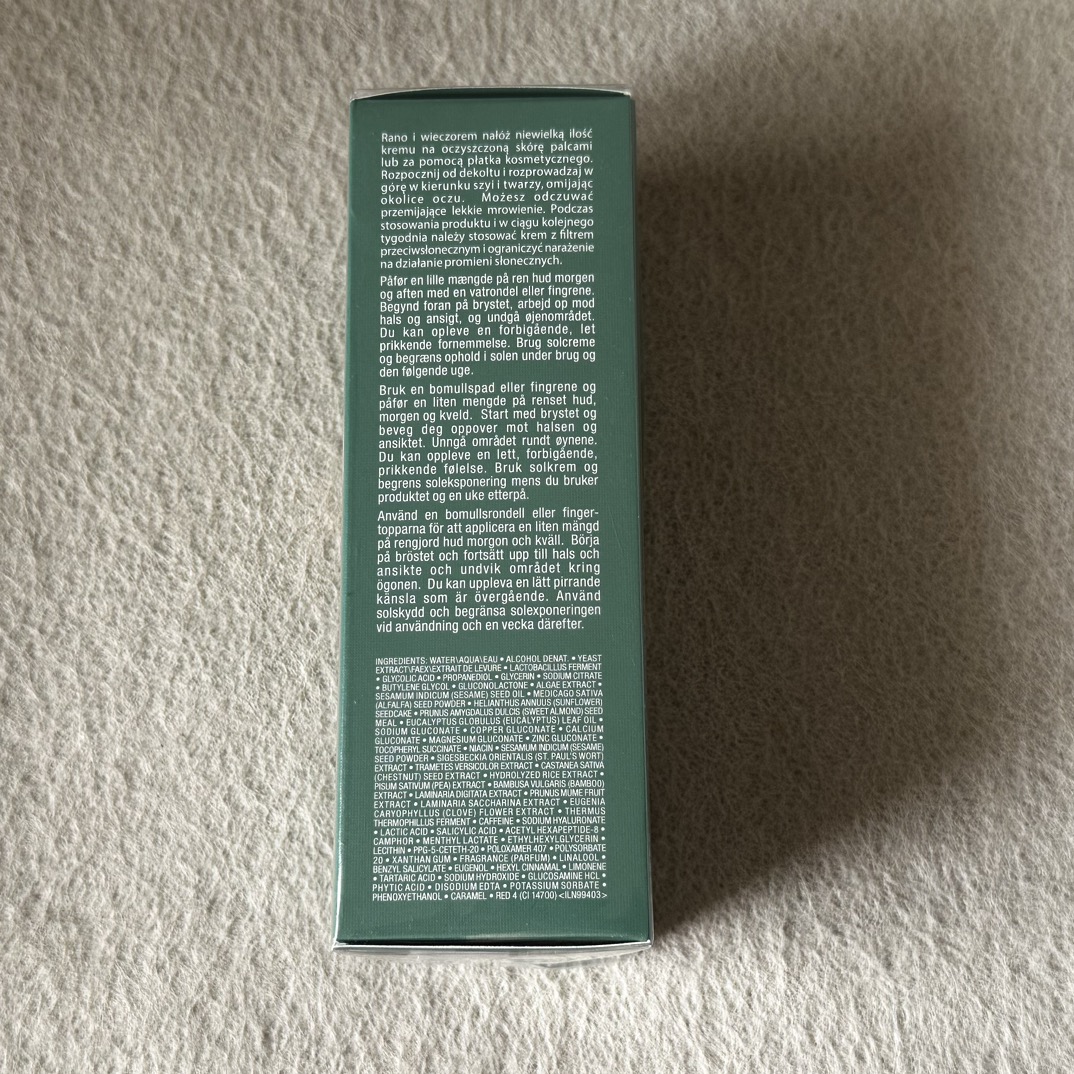 Rano i wieczorem nałóż niewielką ilość
kremu na oczyszczoną skórę palcami
lub za pomocą płatka kosmetycznego.
Rozpocznij od dekoltu i rozprowadzaj w
górę w kierunku szyi i twarzy, omijając
okolice oczu. Możesz odczuwać
przemijające lekkie mrowienie. Podczas
stosowania produktu i w ciągu kolejnego
tygodnia należy stosować krem z filtrem
przeciwsłonecznym i ograniczyć narażenie
na działanie promieni słonecznych.
Påfør en lille mængde på ren hud morgen
og aften med en vatrondel eller fingrene.
Begynd foran på brystet, arbejd op mod
hals og ansigt, og undgå øjenområdet.
Du kan opleve en forbigående, let
prikkende fornemmelse. Brug solcreme
og begræns ophold i solen under brug og
den følgende uge.
Bruk en bomullspad eller fingrene og
påfør en liten mengde på renset hud,
morgen og kveld. Start med brystet og
beveg deg oppover mot halsen og
ansiktet. Unngå området rundt øynene.
Du kan oppleve en lett, forbigående,
prikkende følelse. Bruk solkrem og
begrens soleksponering mens du bruker
produktet og en uke etterpå.
Använd en bomullsrondell eller finger-
topparna för att applicera en liten mängd
på rengjord hud morgon och kväll. Börja
på bröstet och fortsätt upp till hals och
ansikte och undvik området kring
ögonen. Du kan uppleva en lätt pirrande
känsla som är övergående. Använd
solskydd och begränsa solexponeringen
vid användning och en vecka därefter.
INGREDIENTS: WATER\AQUA\EAU • ALCOHOL DENAT. • YEAST
EXTRACT\FAEX\EXTRAIT DE LEVURE • LACTOBACILLUS FERMENT
• GLYCOLIC ACID • PROPANEDIOL • GLYCERIN • SODIUM CITRATE
• BUTYLENE GLYCOL • GLUCONOLACTONE • ALGAE EXTRACT •
SESAMUM INDICUM (SESAME) SEED OIL • MEDICAGO SATIVA
(ALFALFA) SEED POWDER • HELIANTHUS ANNUUS (SUNFLOWER)
SEEDCAKE • PRUNUS AMYGDALUS DULCIS (SWEET ALMOND) SEED
MEAL • EUCALYPTUS GLOBULUS (EUCALYPTUS) LEAF OIL •
SODIUM GLUCONATE • COPPER GLUCONATE • CALCIUM
GLUCONATE • MAGNESIUM GLUCONATE • ZINC GLUCONATE •
TOCOPHERYL SUCCINATE • NIACIN • SESAMUM INDICUM (SESAME)
SEED POWDER • SIGESBECKIA ORIENTALIS (ST. PAUL'S WORT)
EXTRACT • TRAMETES VERSICOLOR EXTRACT • CASTANEA SATIVA
(CHESTNUT) SEED EXTRACT • HYDROLYZED RICE EXTRACT •
PISUM SATIVUM (PEA) EXTRACT • BAMBUSA VULGARIS (BAMBOO)
EXTRACT • LAMINARIA DIGITATA EXTRACT • PRUNUS MUME FRUIT
EXTRACT • LAMINARIA SACCHARINA EXTRACT • EUGENIA
CARYOPHYLLUS (CLOVE) FLOWER EXTRACT • THERMUS
THERMOPHILLUS FERMENT • CAFFEINE • SODIUM HYALURONATE
• LACTIC ACID • SALICYLIC ACID • ACETYL HEXAPEPTIDE-8 •
CAMPHOR • MENTHYL LACTATE • ETHYLHEXYLGLYCERIN •
LECITHIN • PPG-5-CETETH-20 • POLOXAMER 407 • POLYSORBATE
20 • XANTHAN GUM • FRAGRANCE (PARFUM) • LINALOOL •
BENZYL SALICYLATE • EUGENOL • HEXYL CINNAMAL • LIMONENE
• TARTARIC ACID • SODIUM HYDROXIDE • GLUCOSAMINE HCL •
PHYTIC ACID • DISODIUM EDTA • POTASSIUM SORBATE •
PHENOXYETHANOL • CARAMEL • RED 4 (CI 14700) <ILN99403>